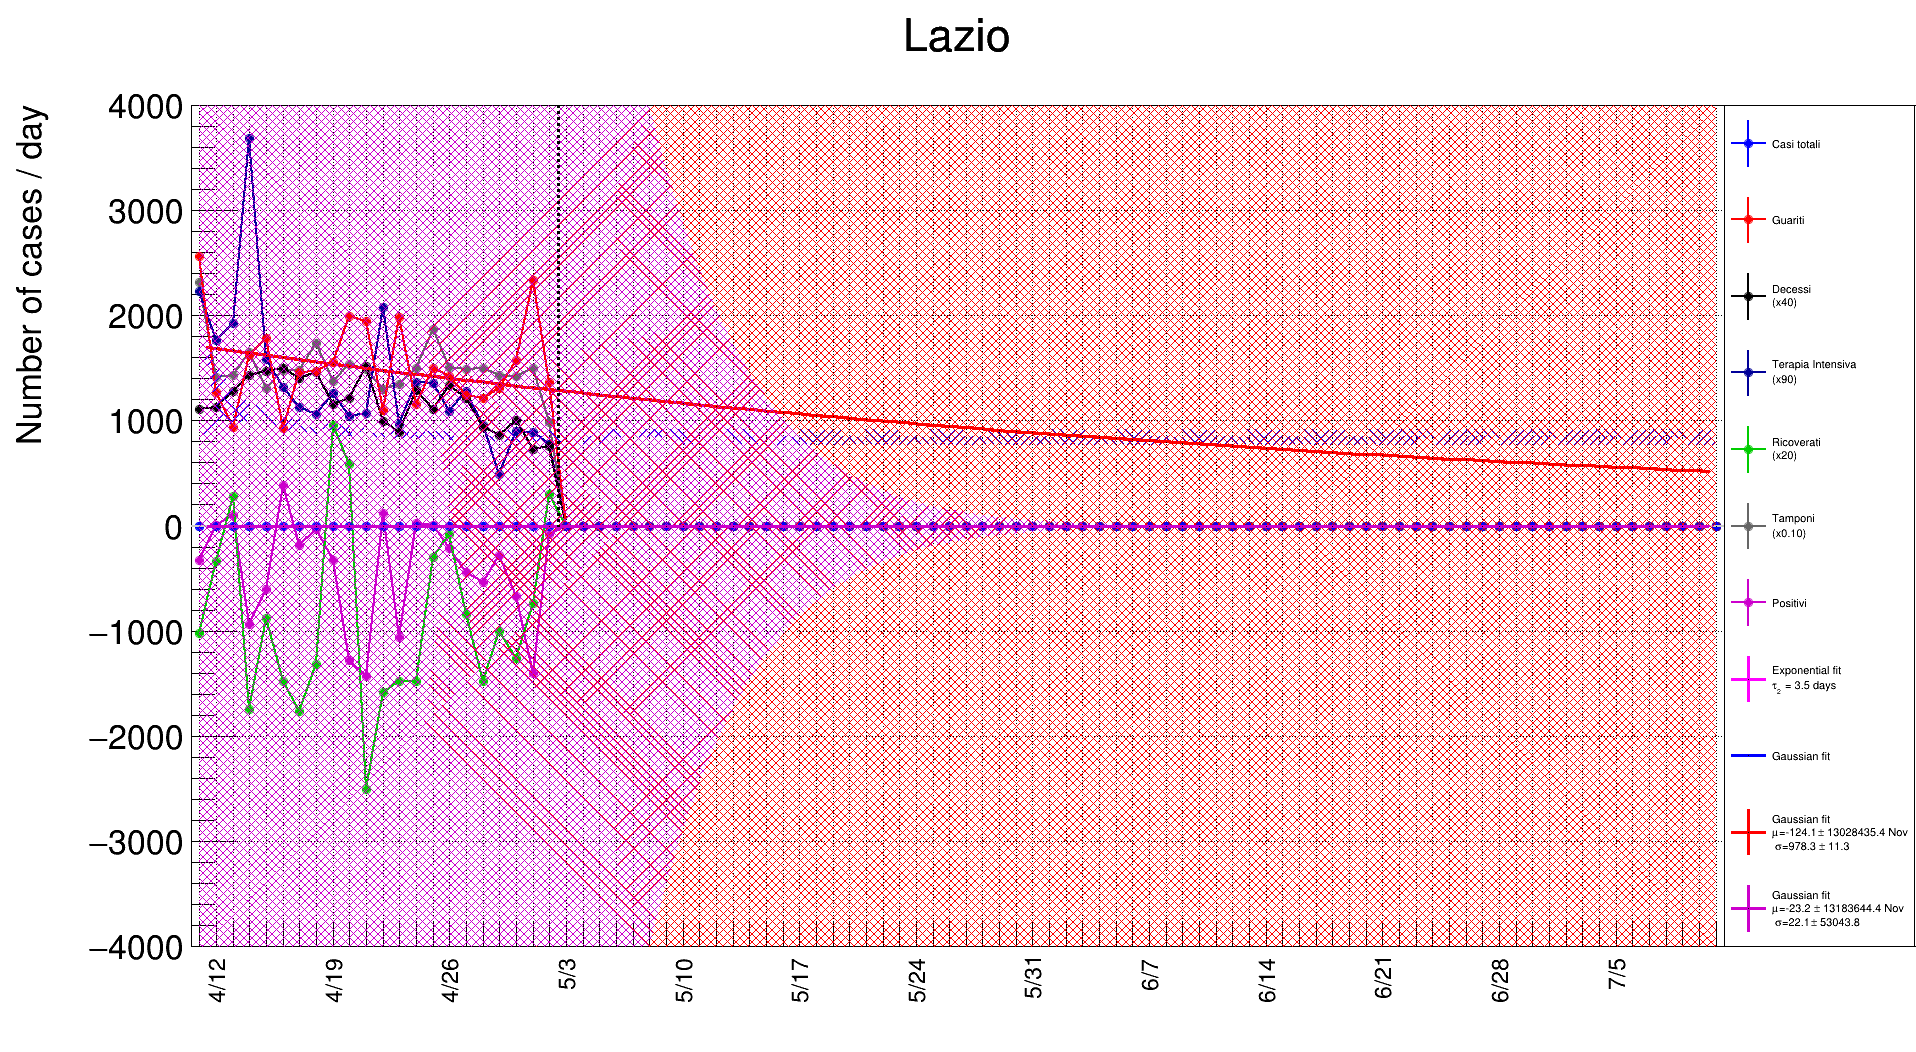 Lazio
Number of cases / day
4000
3000
2000
1000
0
−1000
−2000
−3000
−4000
4/12
4/19
4/26
5/3
5/10
5/17
5/24
5/31
6/7
6/14
6/21
6/28
7/5
Casi totali
Guariti
Decessi
(x40)
Terapia Intensiva
(x90)
Ricoverati
(x20)
Tamponi
(x0.10)
Positivi
Exponential fit
τ2 = 3.5 days
Gaussian fit
Gaussian fit
μ=-124.1 ± 13028435.4 Nov
σ=978.3 ± 11.3
Gaussian fit
μ=-23.2 ± 13183644.4 Nov
σ=22.1 ± 53043.8